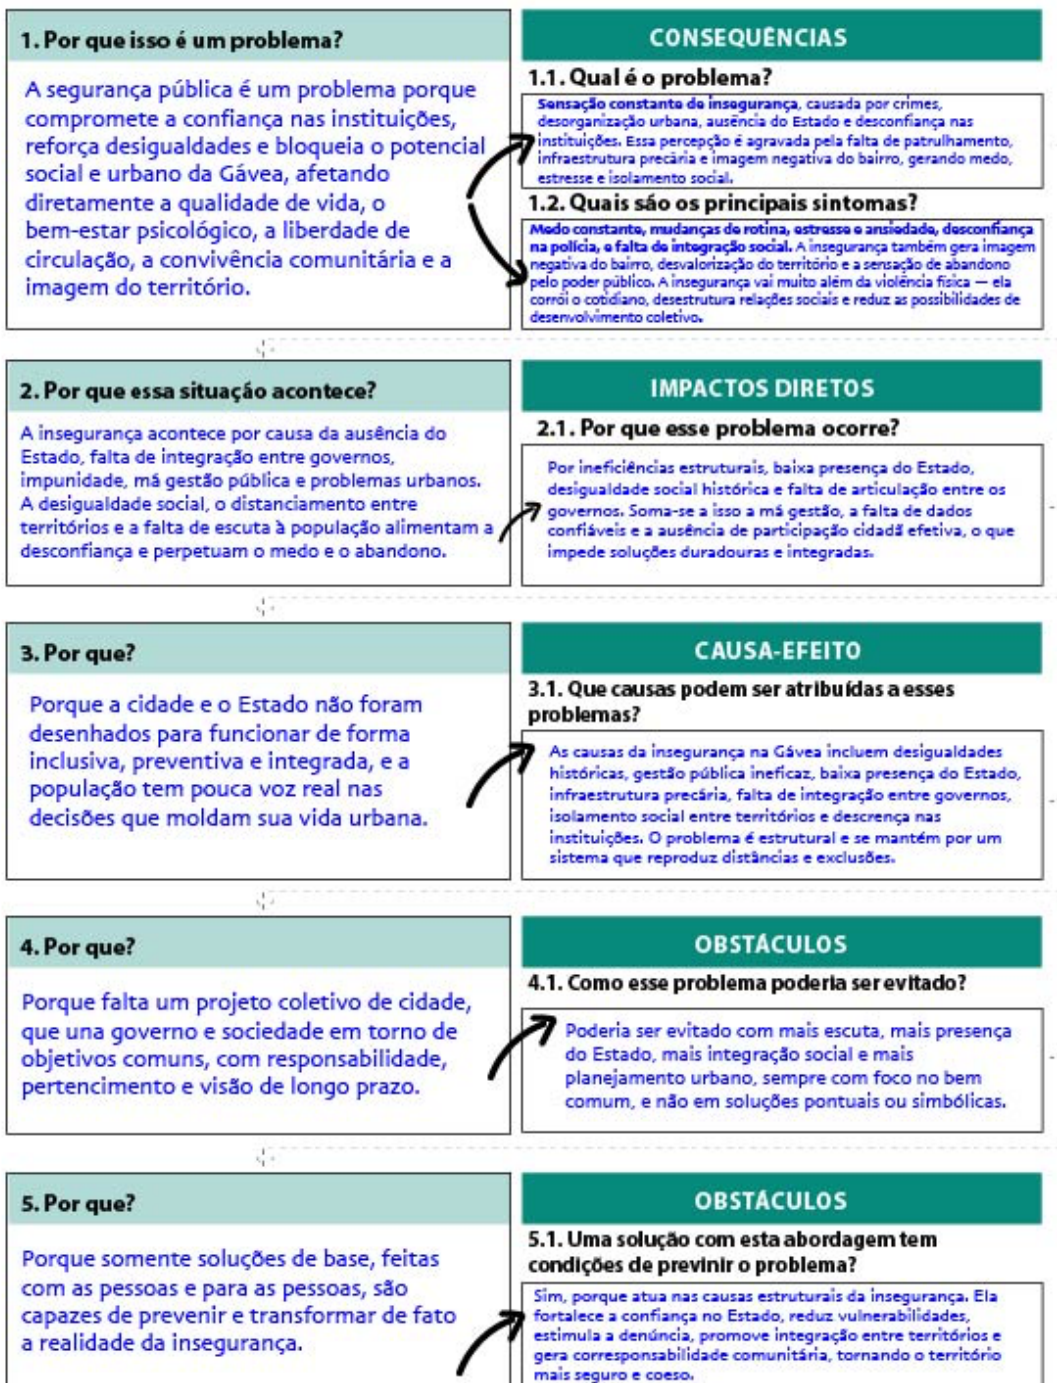 1. Por que isso é um problema?
A segurança pública é um problema porque
compromete a confiança nas instituições,
reforça desigualdades e bloqueia o potencial
social e urbano da Gávea, afetando
diretamente a qualidade de vida, o
bem-estar psicológico, a liberdade de
circulação, a convivência comunitária e a
imagem do território.
CONSEQUÊNCIAS
1.1. Qual é o problema?
Sensação constante de insegurança, causada por crimes,
desorganização urbana, ausência do Estado e desconfiança nas
instituições. Essa percepção é agravada pela falta de patrulhamento,
infraestrutura precária e imagem negativa do bairro, gerando medo,
estresse e isolamento social.
1.2. Quais são os principais sintomas?
Medo constante, mudanças de rotina, estresse e ansiedade, desconfiança
na polícia, e falta de integração social. A insegurança também gera imagem
negativa do bairro, desvalorização do território e a sensação de abandono
pelo poder público. A insegurança vai muito além da violência física — ela
corrói o cotidiano, desestrutura relações sociais e reduz as possibilidades de
desenvolvimento coletivo.
2. Por que essa situação acontece?
A insegurança acontece por causa da ausência do
Estado, falta de integração entre governos,
impunidade, má gestão pública e problemas urbanos.
A desigualdade social, o distanciamento entre
territórios e a falta de escuta à população alimentam a
desconfiança e perpetuam o medo e o abandono.
IMPACTOS DIRETOS
2.1. Por que esse problema ocorre?
Por ineficiências estruturais, baixa presença do Estado,
desigualdade social histórica e falta de articulação entre os
governos. Soma-se a isso a má gestão, a falta de dados
confiáveis e a ausência de participação cidadã efetiva, o que
impede soluções duradouras e integradas.
3. Por que?
Porque a cidade e o Estado não foram
desenhados para funcionar de forma
inclusiva, preventiva e integrada, e a
população tem pouca voz real nas
decisões que moldam sua vida urbana.
CAUSA-EFEITO
3.1. Que causas podem ser atribuídas a esses
problemas?
As causas da insegurança na Gávea incluem desigualdades
históricas, gestão pública ineficaz, baixa presença do Estado,
infraestrutura precária, falta de integração entre governos,
isolamento social entre territórios e descrença nas
instituições. O problema é estrutural e se mantém por um
sistema que reproduz distâncias e exclusões.
4. Por que?
Porque falta um projeto coletivo de cidade,
que una governo e sociedade em torno de
objetivos comuns, com responsabilidade,
pertencimento e visão de longo prazo.
OBSTÁCULOS
4.1. Como esse problema poderia ser evitado?
Poderia ser evitado com mais escuta, mais presença
do Estado, mais integração social e mais
planejamento urbano, sempre com foco no bem
comum, e não em soluções pontuais ou simbólicas.
5. Por que?
Porque somente soluções de base, feitas
com as pessoas e para as pessoas, são
capazes de prevenir e transformar de fato
a realidade da insegurança.
OBSTÁCULOS
5.1. Uma solução com esta abordagem tem
condições de previnir o problema?
Sim, porque atua nas causas estruturais da insegurança. Ela
fortalece a confiança no Estado, reduz vulnerabilidades,
estimula a denúncia, promove integração entre territórios e
gera corresponsabilidade comunitária, tornando o território
mais seguro e coeso.